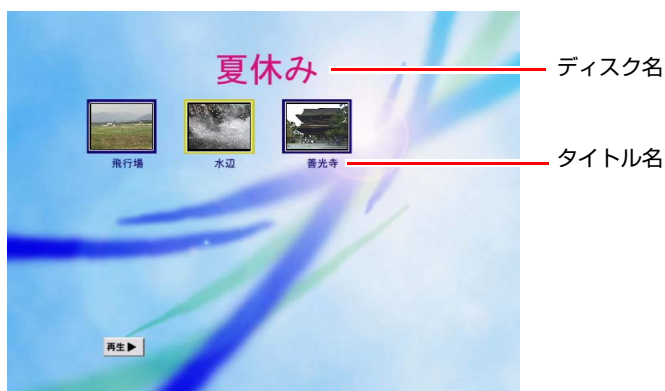 夏休み
ディスク名
飛行場 水辺 善光寺
タイトル名
再生▶